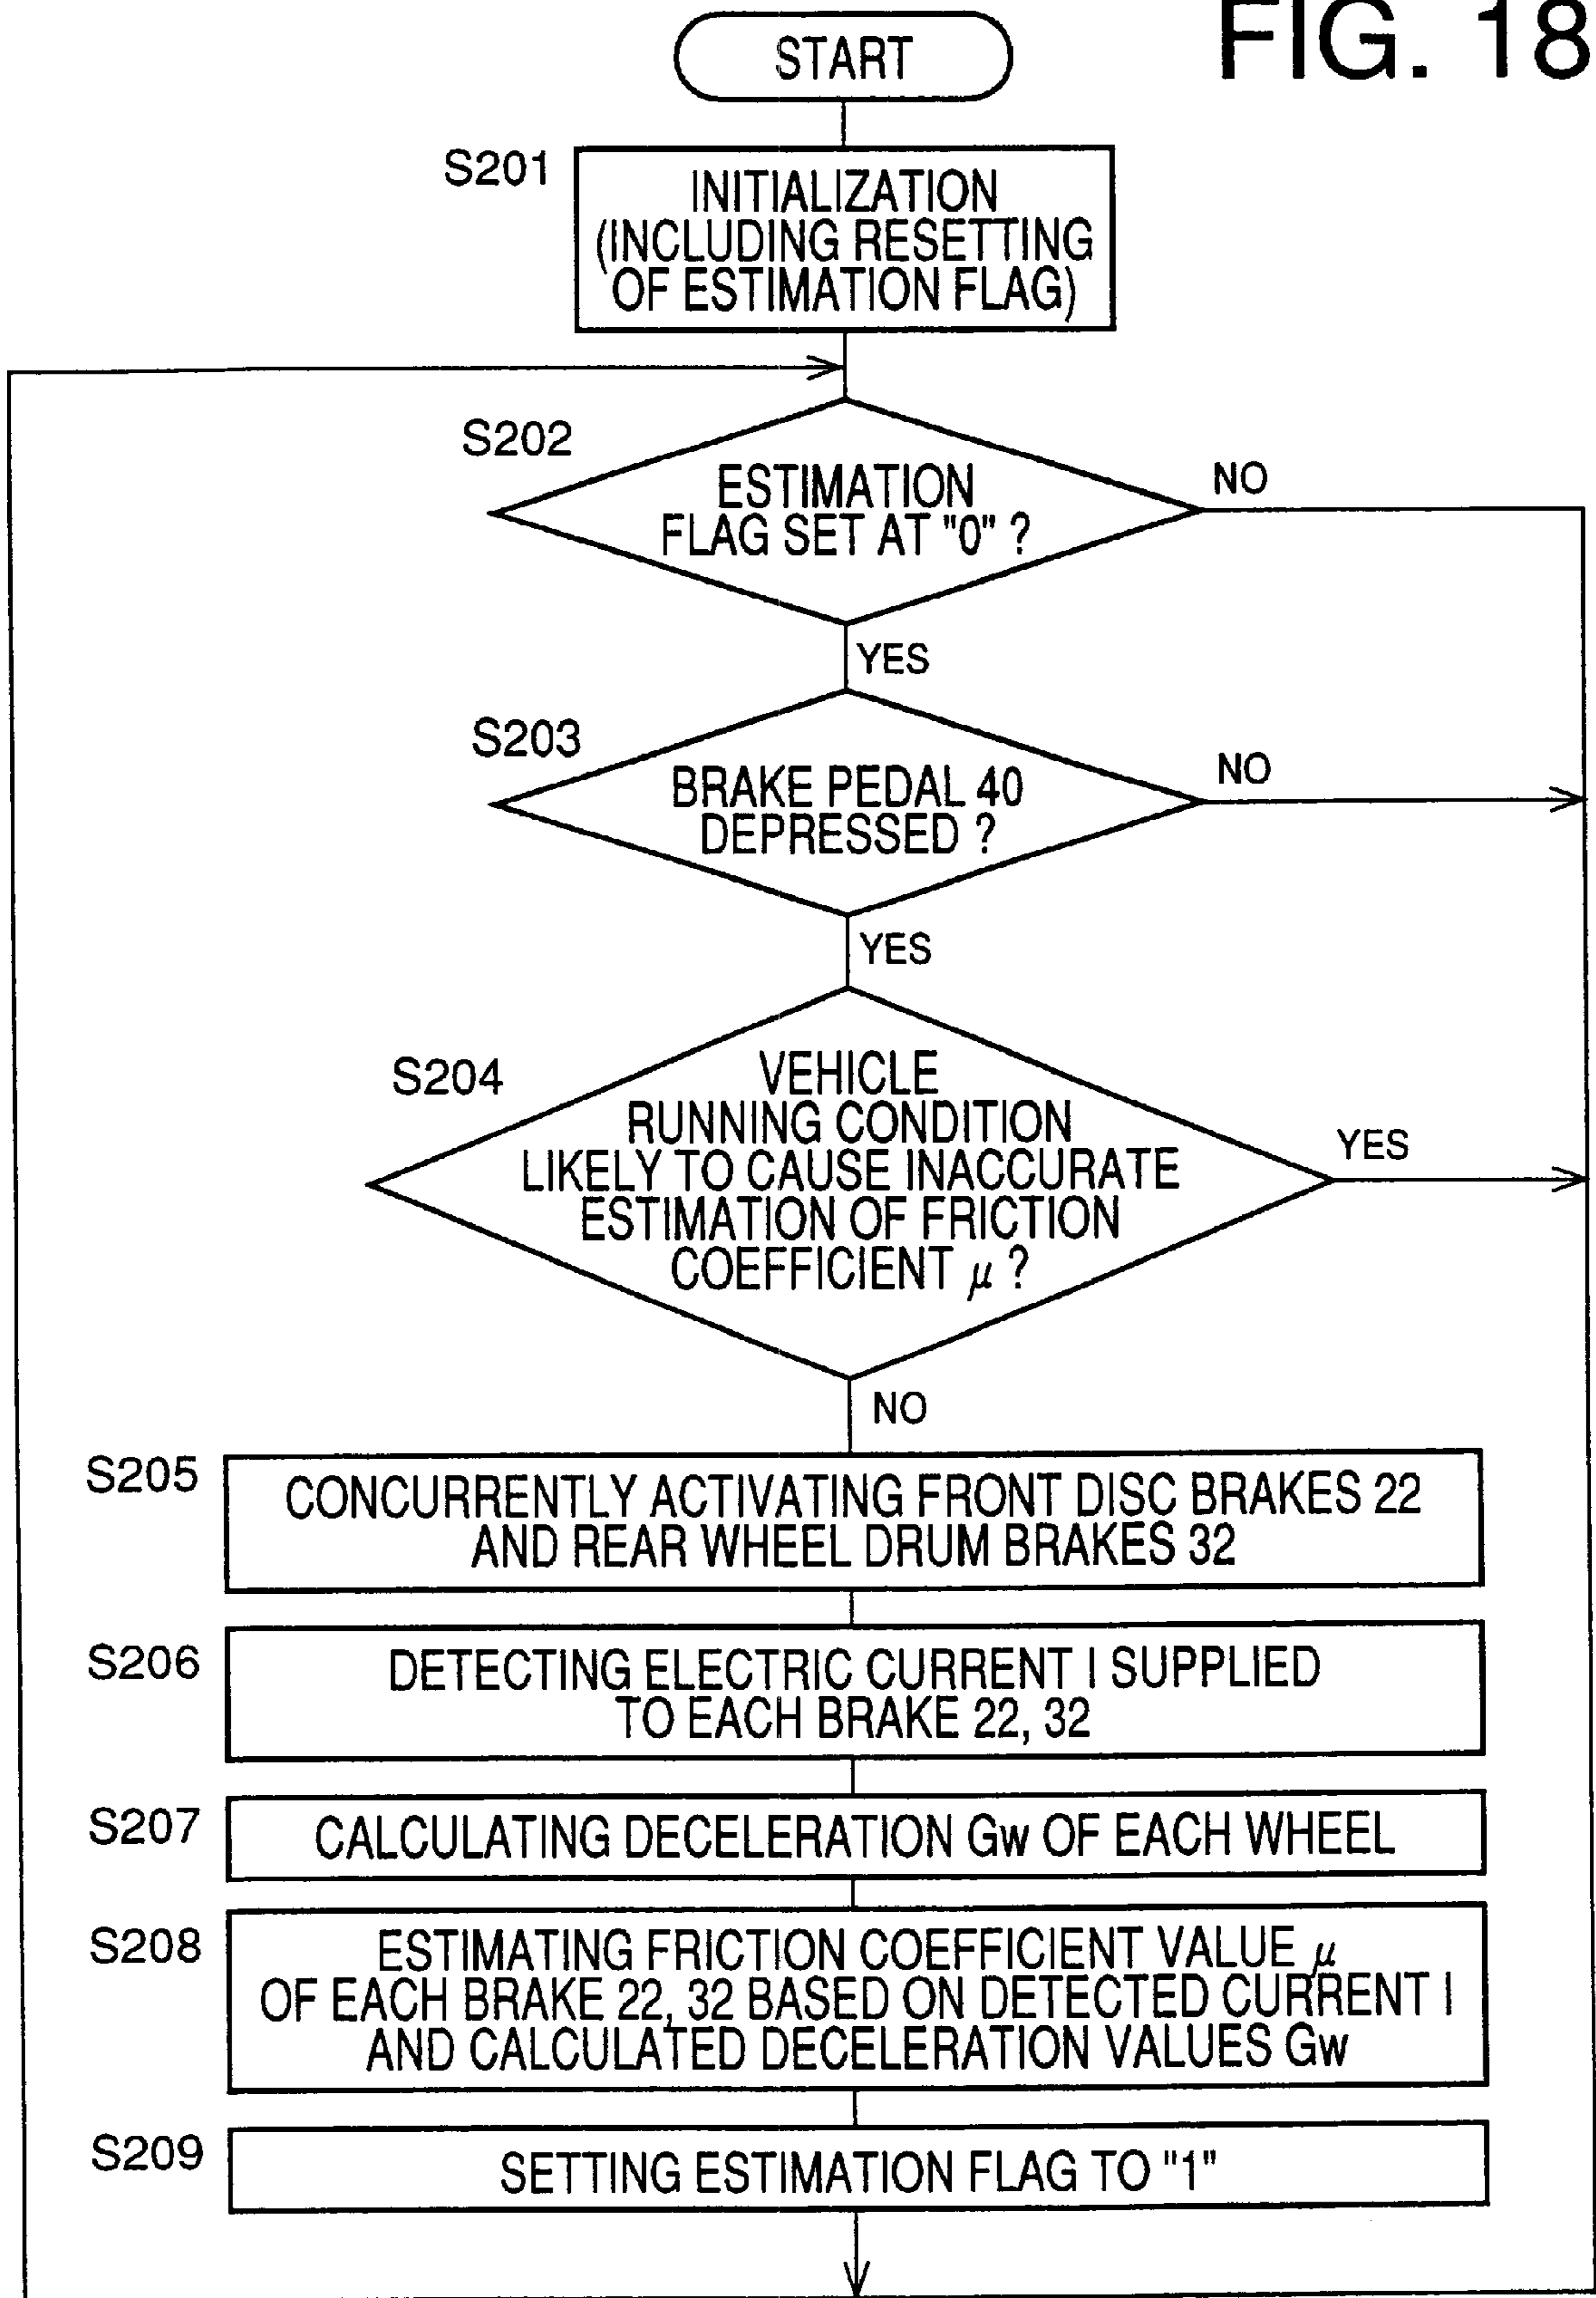 FIG. 18
START
S201
INITIALIZATION
(INCLUDING RESETTING
OF ESTIMATION FLAG)
S202
ESTIMATION
FLAG SET AT "0" ?
NO
YES
S203
BRAKE PEDAL 40
DEPRESSED ?
NO
YES
S204
VEHICLE
RUNNING CONDITION
LIKELY TO CAUSE INACCURATE
ESTIMATION OF FRICTION
COEFFICIENT μ ?
YES
NO
S205
CONCURRENTLY ACTIVATING FRONT DISC BRAKES 22
AND REAR WHEEL DRUM BRAKES 32
S206
DETECTING ELECTRIC CURRENT I SUPPLIED
TO EACH BRAKE 22, 32
S207
CALCULATING DECELERATION Gw OF EACH WHEEL
S208
ESTIMATING FRICTION COEFFICIENT VALUE μ
OF EACH BRAKE 22, 32 BASED ON DETECTED CURRENT I
AND CALCULATED DECELERATION VALUES Gw
S209
SETTING ESTIMATION FLAG TO "1"